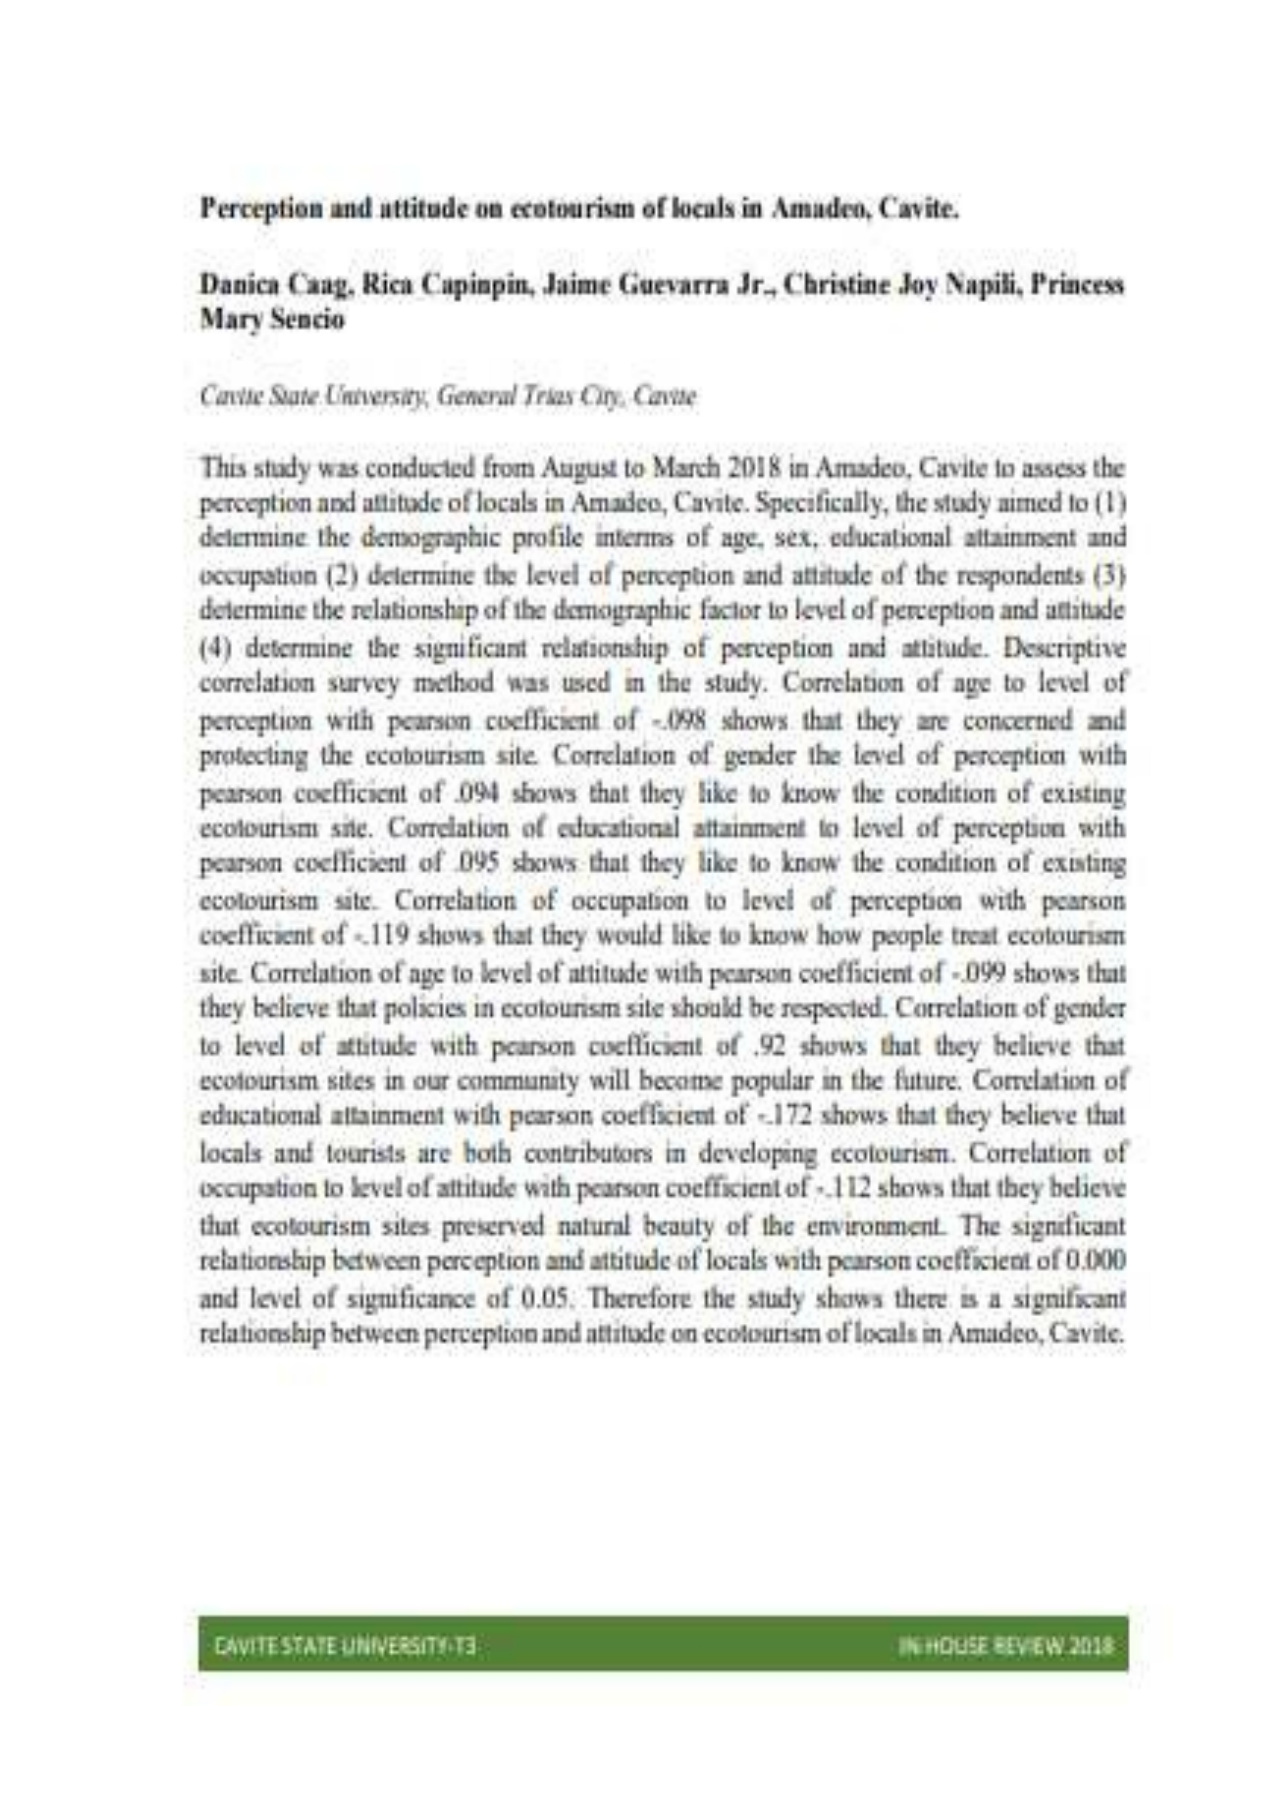 Perception and attitude on ecotourism of locals in Amadeo, Cavite.
Danica Caag, Rica Capinpin, Jaime Guevarra Jr., Christine Joy Napili, Princess
Mary Sencio
Cavite State University, General Trias City, Cavite
This study was conducted from August to March 2018 in Amadeo, Cavite to assess the
perception and attitude of locals in Amadeo, Cavite. Specifically, the study aimed to (1)
determine the demographic profile interms of age, sex, educational attainment and
occupation (2) determine the level of perception and attitude of the respondents (3)
determine the relationship of the demographic factor to level of perception and attitude
(4) determine the significant relationship of perception and attitude. Descriptive
correlation survey method was used in the study. Correlation of age to level of
perception with pearson coefficient of -.098 shows that they are concerned and
protecting the ecotourism site. Correlation of gender the level of perception with
pearson coefficient of .094 shows that they like to know the condition of existing
ecotourism site. Correlation of educational attainment to level of perception with
pearson coefficient of .095 shows that they like to know the condition of existing
ecotourism site. Correlation of occupation to level of perception with pearson
coefficient of -.119 shows that they would like to know how people treat ecotourism
site. Correlation of age to level of attitude with pearson coefficient of -.099 shows that
they believe that policies in ecotourism site should be respected. Correlation of gender
to level of attitude with pearson coefficient of .92 shows that they believe that
ecotourism sites in our community will become popular in the future. Correlation of
educational attainment with pearson coefficient of -.172 shows that they believe that
locals and tourists are both contributors in developing ecotourism. Correlation of
occupation to level of attitude with pearson coefficient of -.112 shows that they believe
that ecotourism sites preserved natural beauty of the environment. The significant
relationship between perception and attitude of locals with pearson coefficient of 0.000
and level of significance of 0.05. Therefore the study shows there is a significant
relationship between perception and attitude on ecotourism of locals in Amadeo, Cavite.
CAVITE STATE UNIVERSITY-T3
IN HOUSE REVIEW 2018